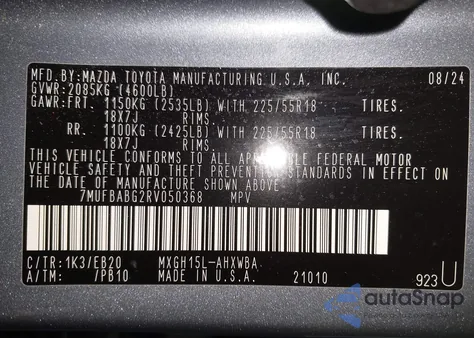 MFD.BY:MAZDA TOYOTA MANUFACTURING U.S.A, INC. 08/24
GVWR:2085KG (4600LB)
GAWR:FRT. 1150KG (2535LB) WITH 225/55R18 TIRES.
18X7J RIMS.
RR. 1100KG (2425LB) WITH 225/55R18 TIRES.
18X7J RIMS.
THIS VEHICLE CONFORMS TO ALL APPLICABLE FEDERAL MOTOR
VEHICLE SAFETY AND THEFT PREVENTION STANDARDS IN EFFECT ON
THE DATE OF MANUFACTURE SHOWN ABOVE.
7MUFBABG2RV050368 MPV
C/TR:1K3/EB20 MXGH15L-AHXWBA
A/TM: /PB10 MADE IN U.S.A. 21010 923U
autoSnap